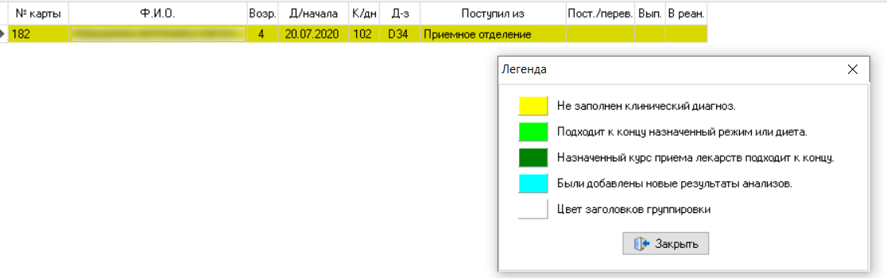 № карты Ф.И.О. Возр. Д/начала К/дн Д-з Поступил из Пост./перев. Вып. В реан.
182 4 20.07.2020 102 D34 Приемное отделение
Легенда
Не заполнен клинический диагноз.
Подходит к концу назначенный режим или диета.
Назначенный курс приема лекарств подходит к концу.
Были добавлены новые результаты анализов.
Цвет заголовков группировки
Закрыть